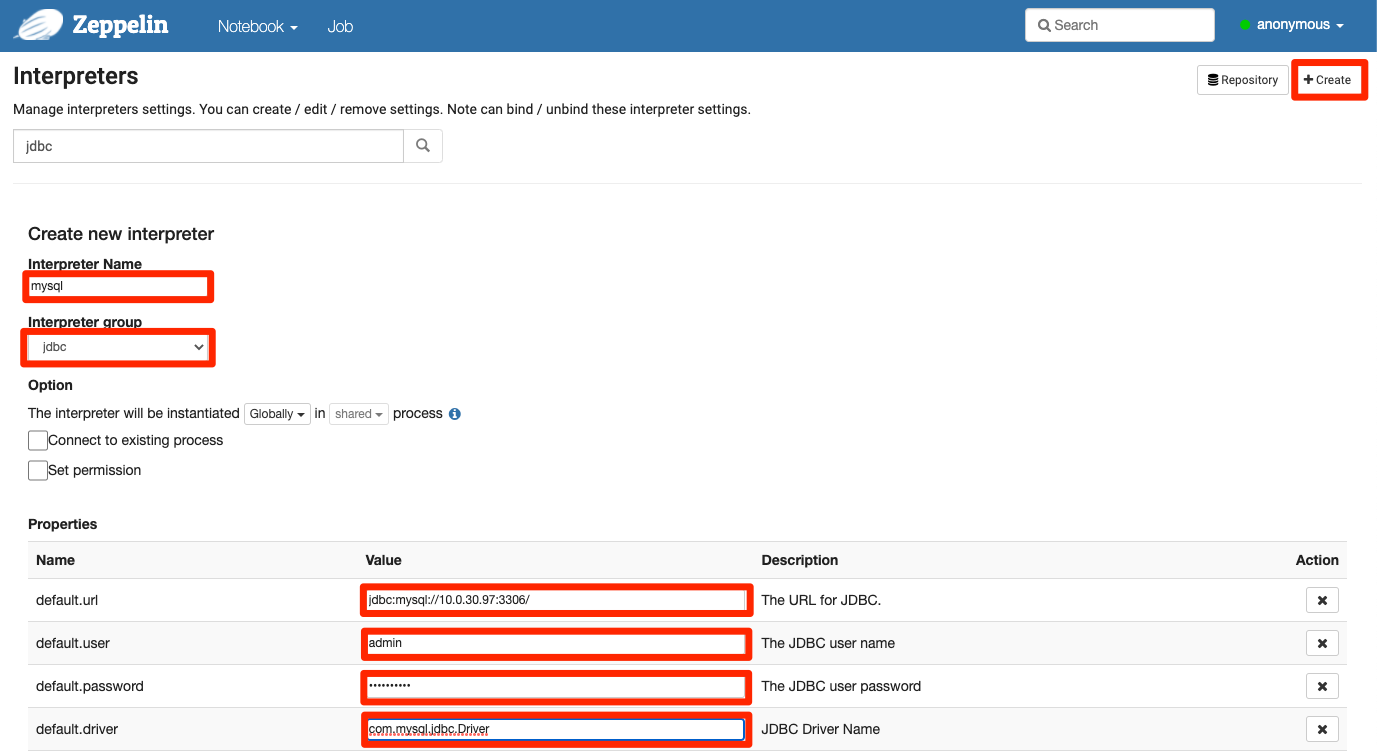 Zeppelin Notebook Job Search anonymous
Interpreters
Repository Create
Manage interpreters settings. You can create / edit / remove settings. Note can bind / unbind these interpreter settings.
jdbc
Create new interpreter
Interpreter Name
mysql
Interpreter group
jdbc
Option
The interpreter will be instantiated Globally in shared process
Connect to existing process
Set permission
Properties
Name Value Description Action
default.url jdbc:mysql://10.0.30.97:3306/ The URL for JDBC.
default.user admin The JDBC user name
default.password •••••••••• The JDBC user password
default.driver com.mysql.jdbc.Driver JDBC Driver Name